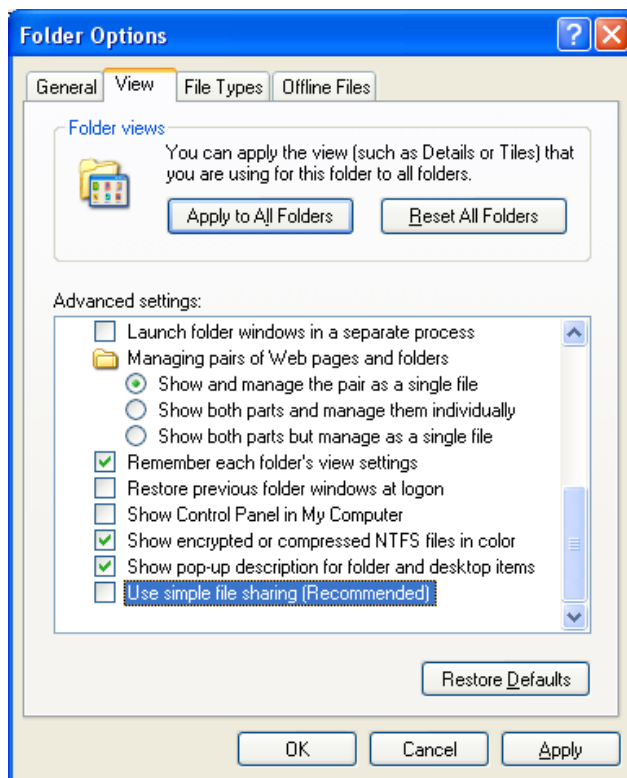 Folder Options
General View File Types Offline Files
Folder views
You can apply the view (such as Details or Tiles) that
you are using for this folder to all folders.
Apply to All Folders Reset All Folders
Advanced settings:
Launch folder windows in a separate process
Managing pairs of Web pages and folders
Show and manage the pair as a single file
Show both parts and manage them individually
Show both parts but manage as a single file
Remember each folder's view settings
Restore previous folder windows at logon
Show Control Panel in My Computer
Show encrypted or compressed NTFS files in color
Show pop-up description for folder and desktop items
Use simple file sharing (Recommended)
Restore Defaults
OK Cancel Apply